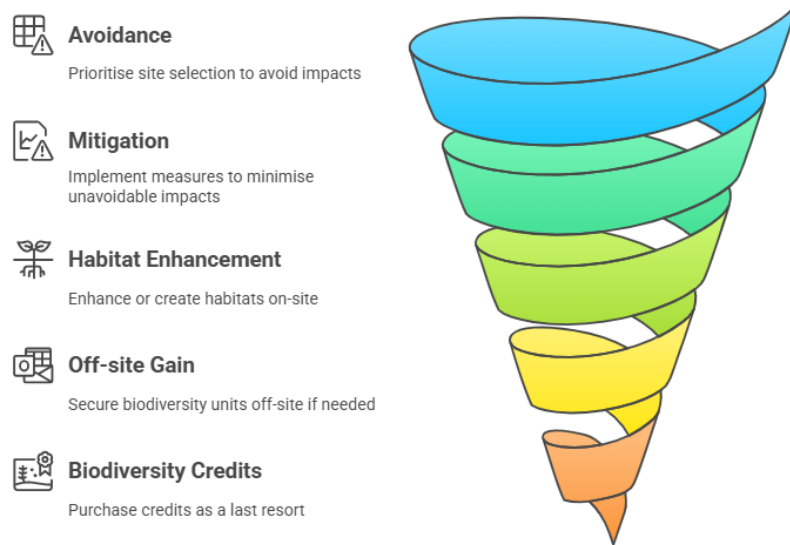 Avoidance
Prioritise site selection to avoid impacts
Mitigation
Implement measures to minimise
unavoidable impacts
Habitat Enhancement
Enhance or create habitats on-site
Off-site Gain
Secure biodiversity units off-site if needed
Biodiversity Credits
Purchase credits as a last resort